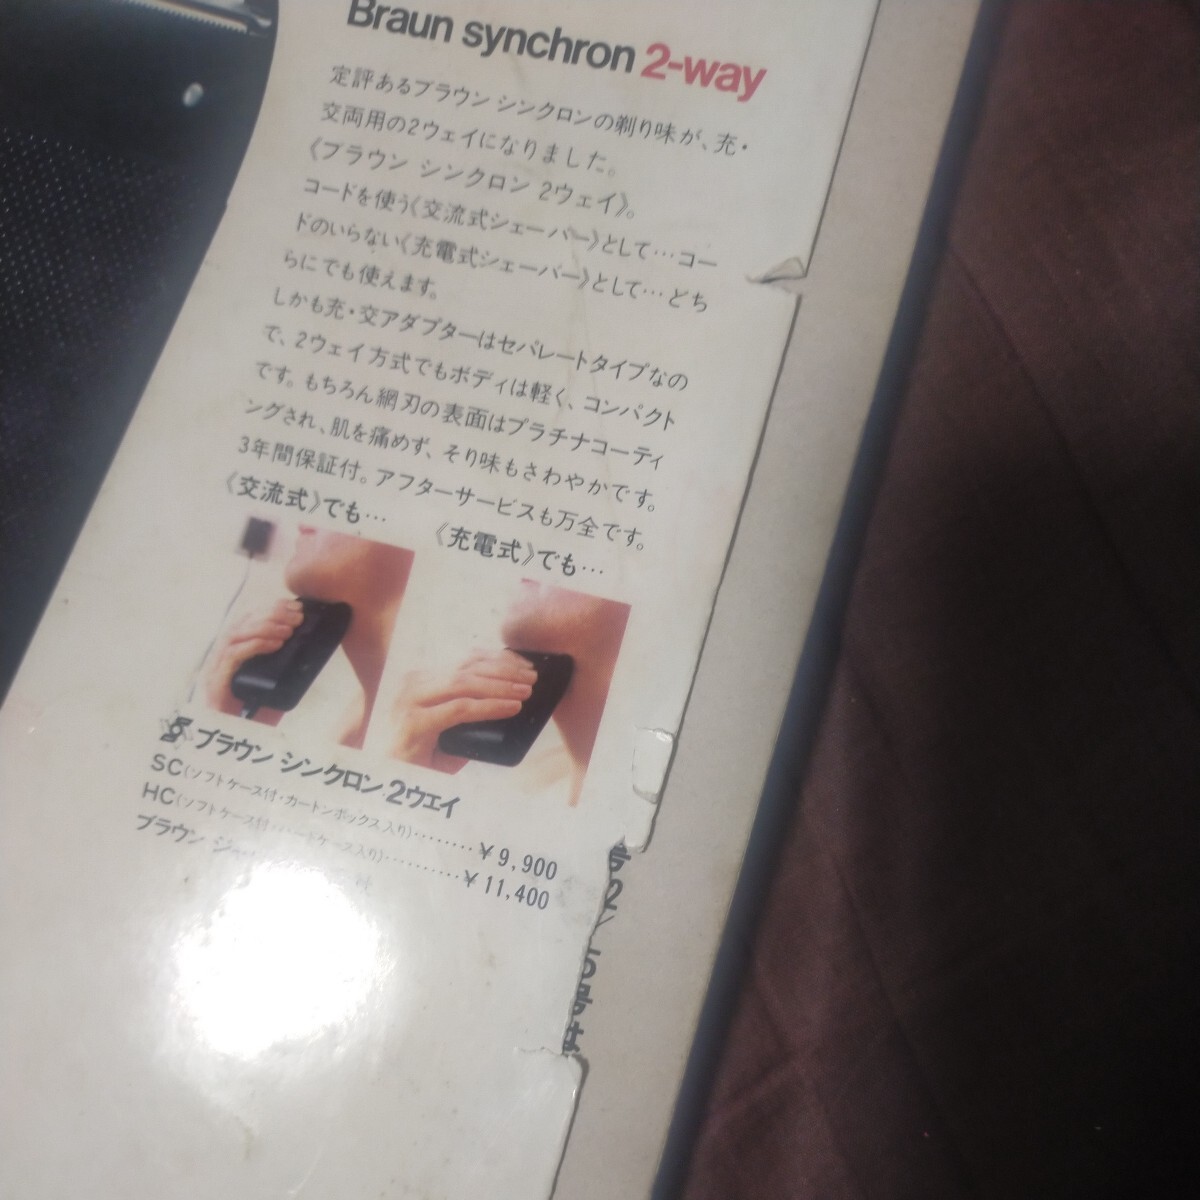 Braun synchron 2-way
定評あるブラウン シンクロンの剃り味が、充・
交両用の2ウェイになりました。
《ブラウン シンクロン 2ウェイ》。
コードを使う《交流式シェーバー》として…コー
ドのいらない《充電式シェーバー》として…どち
らにでも使えます。
しかも充・交アダプターはセパレートタイプなの
で、2ウェイ方式でもボディは軽く、コンパクト
です。もちろん網刃の表面はプラチナコーティ
ングされ、肌を痛めず、そり味もさわやかです。
3年間保証付。アフターサービスも万全です。
《交流式》でも…
《充電式》でも…
ブラウン シンクロン 2ウエイ
SC(ソフトケース付・カートンボックス入り)………¥9,900
HC(ソフトケース付・ハードケース入り)…………¥11,400
ブラウン
号2/5号は